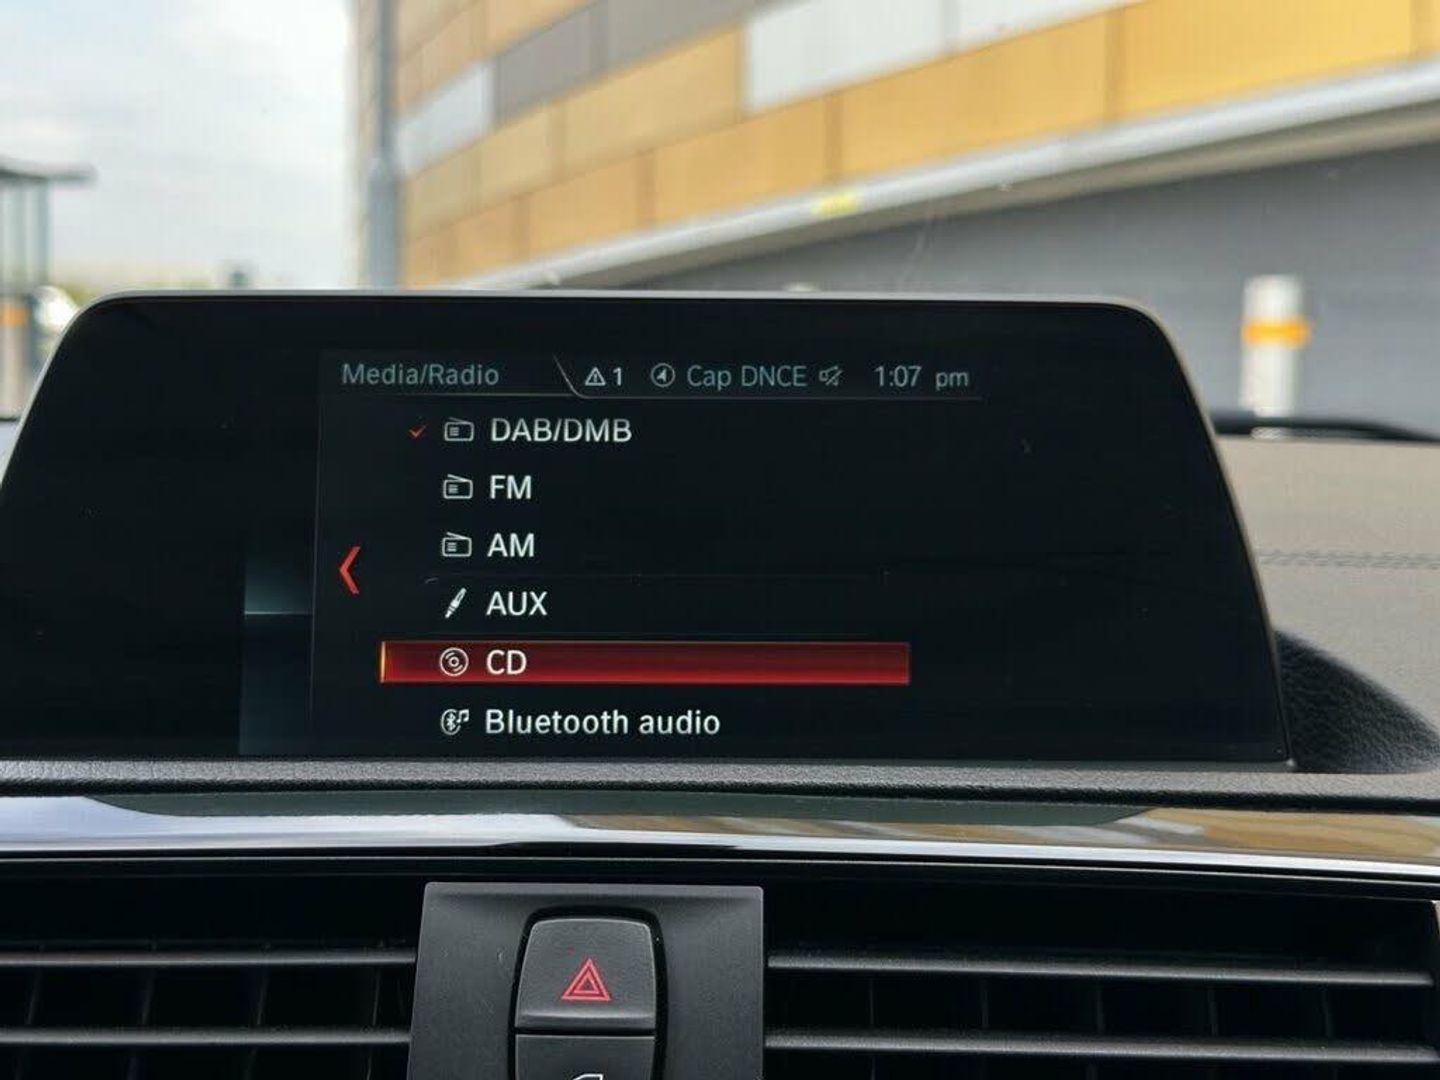 Media/Radio 1 Cap DNCE 1:07 pm
DAB/DMB
FM
AM
AUX
CD
Bluetooth audio